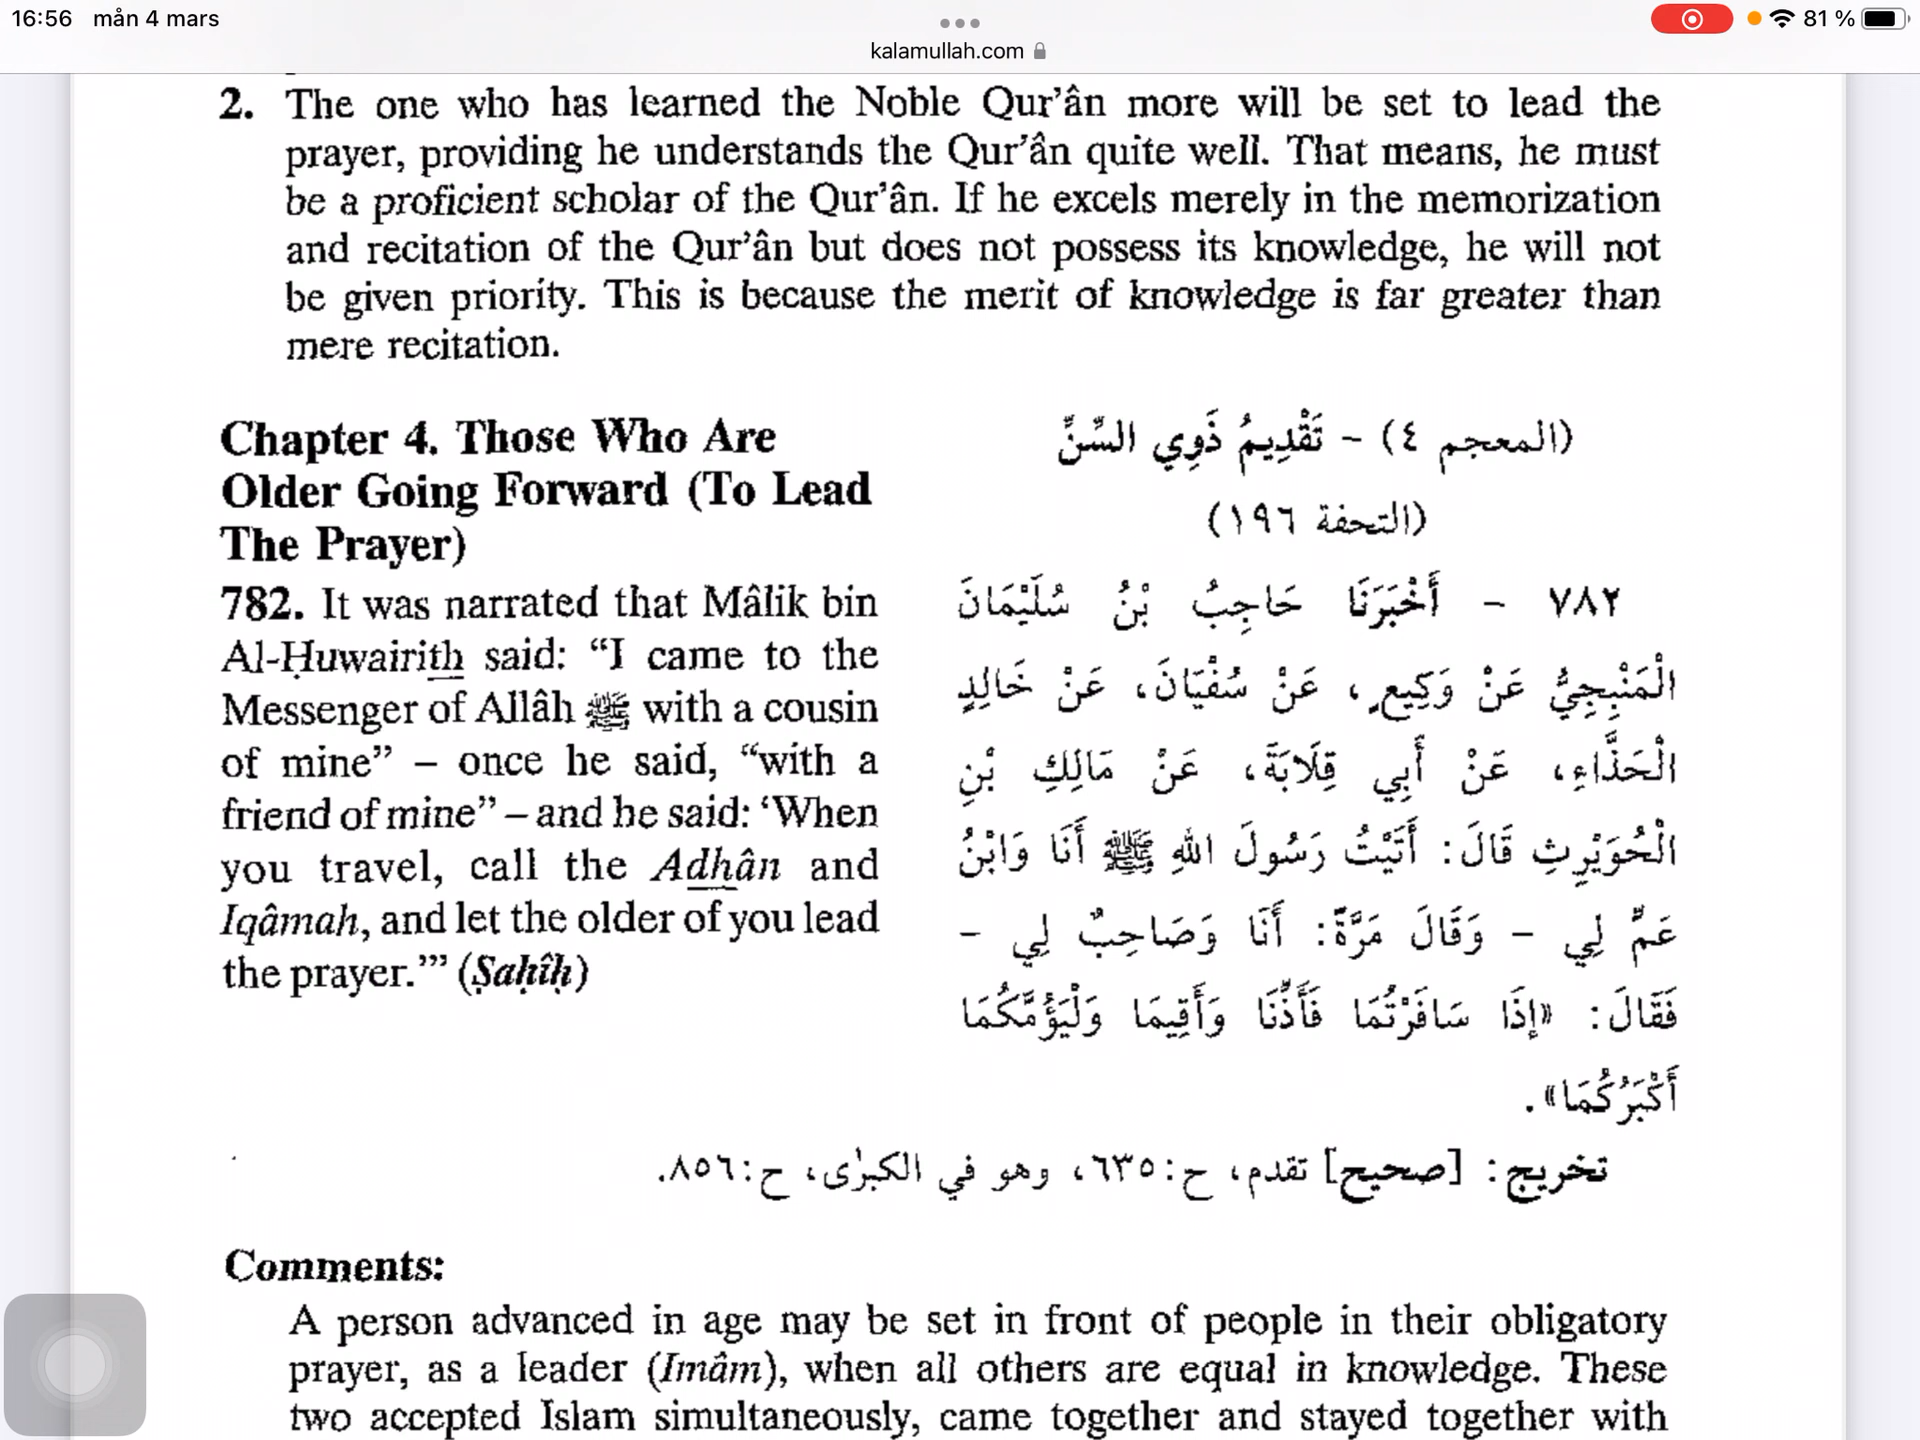 16:56 mån 4 mars
81 %
kalamullah.com
2. The one who has learned the Noble Qur’ân more will be set to lead the
prayer, providing he understands the Qur’ân quite well. That means, he must
be a proficient scholar of the Qur’ân. If he excels merely in the memorization
and recitation of the Qur’ân but does not possess its knowledge, he will not
be given priority. This is because the merit of knowledge is far greater than
mere recitation.
Chapter 4. Those Who Are
Older Going Forward (To Lead
The Prayer)
782. It was narrated that Mâlik bin
Al-Ḥuwairith said: “I came to the
Messenger of Allâh ﷺ with a cousin
of mine” – once he said, “with a
friend of mine” – and he said: ‘When
you travel, call the Adhân and
Iqâmah, and let the older of you lead
the prayer.’” (Ṣaḥîḥ)
(المعجم ٤) - تَقْدِيمُ ذَوِي السِّنِّ
(التحفة ١٩٦)
٧٨٢ - أَخْبَرَنَا حَاجِبُ بْنُ سُلَيْمَانَ
الْمَنْبِجِيُّ عَنْ وَكِيعٍ، عَنْ سُفْيَانَ، عَنْ خَالِدٍ
الْحَذَّاءِ، عَنْ أَبِي قِلَابَةَ، عَنْ مَالِكِ بْنِ
الْحُوَيْرِثِ قَالَ: أَتَيْتُ رَسُولَ اللهِ ﷺ أَنَا وَابْنُ
عَمٍّ لِي - وَقَالَ مَرَّةً: أَنَا وَصَاحِبٌ لِي -
فَقَالَ: «إِذَا سَافَرْتُمَا فَأَذِّنَا وَأَقِيمَا وَلْيَؤُمَّكُمَا
أَكْبَرُكُمَا».
تخريج: [صحيح] تقدم، ح:٦٣٥، وهو في الكبرٰى، ح:٨٥٦.
Comments:
A person advanced in age may be set in front of people in their obligatory
prayer, as a leader (Imâm), when all others are equal in knowledge. These
two accepted Islam simultaneously, came together and stayed together with